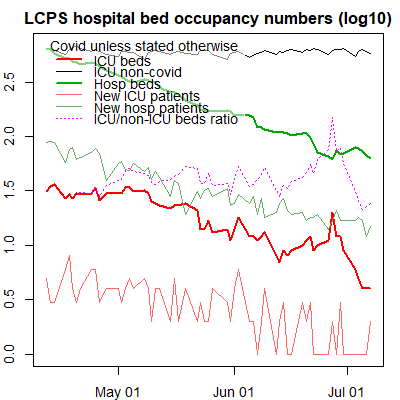 LCPS hospital bed occupancy numbers (log10)
Covid unless stated otherwise
ICU beds
ICU non-covid
Hosp beds
New ICU patients
New hosp patients
ICU/non-ICU beds ratio
2.5
2.0
1.5
1.0
0.5
0.0
May 01
Jun 01
Jul 01